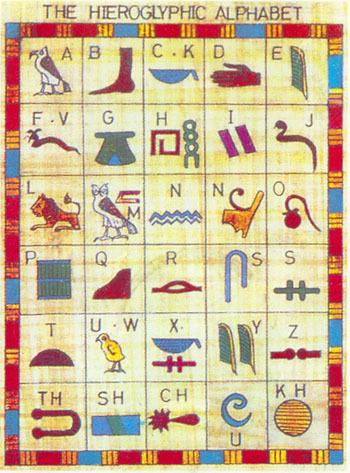 THE HIEROGLYPHIC ALPHABET
A B C·K D E
F·V G H I J
L M N N O
P Q R S S
T U·W X Y Z
TH SH CH U KH